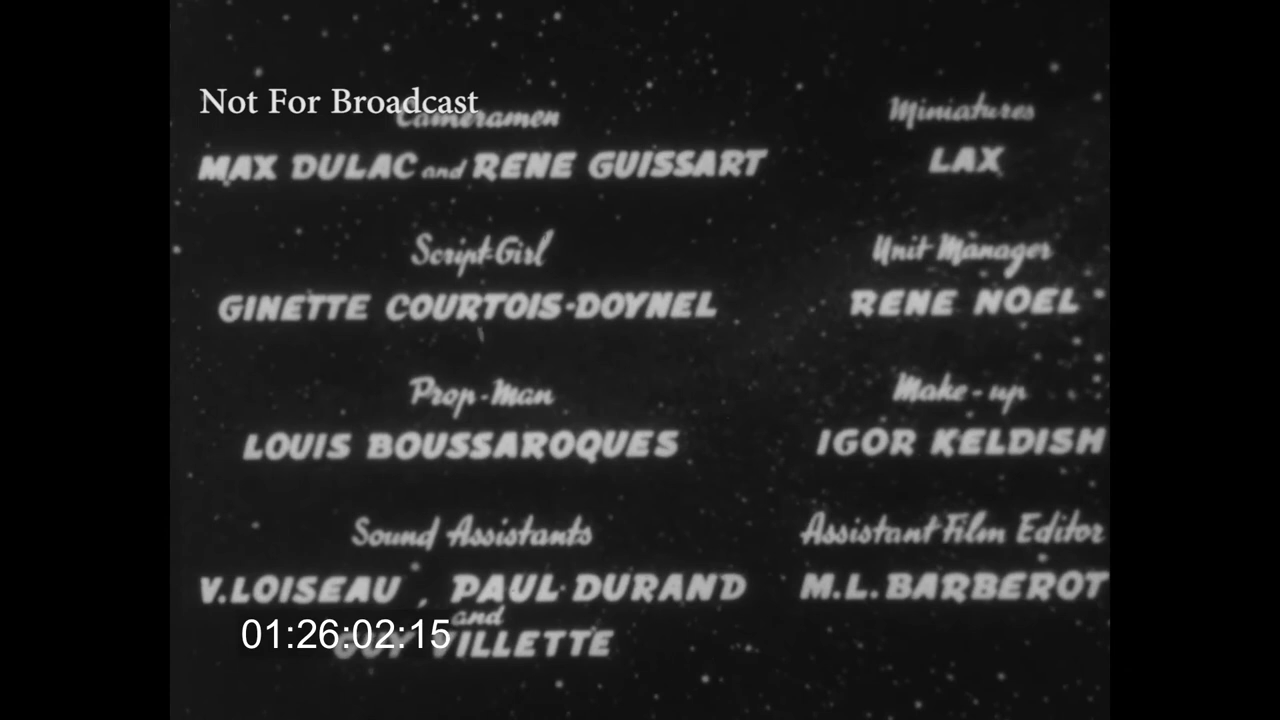 Not For Broadcast
Cameramen
MAX DULAC and RENE GUISSART
Script-Girl
GINETTE COURTOIS-DOYNEL
Prop-Man
LOUIS BOUSSAROQUES
Sound Assistants
V. LOISEAU, PAUL DURAND
and
GUY VILLETTE
01:26:02:15
Miniatures
LAX
Unit Manager
RENE NOEL
Make-up
IGOR KELDISH
Assistant Film Editor
M.L. BARBEROT